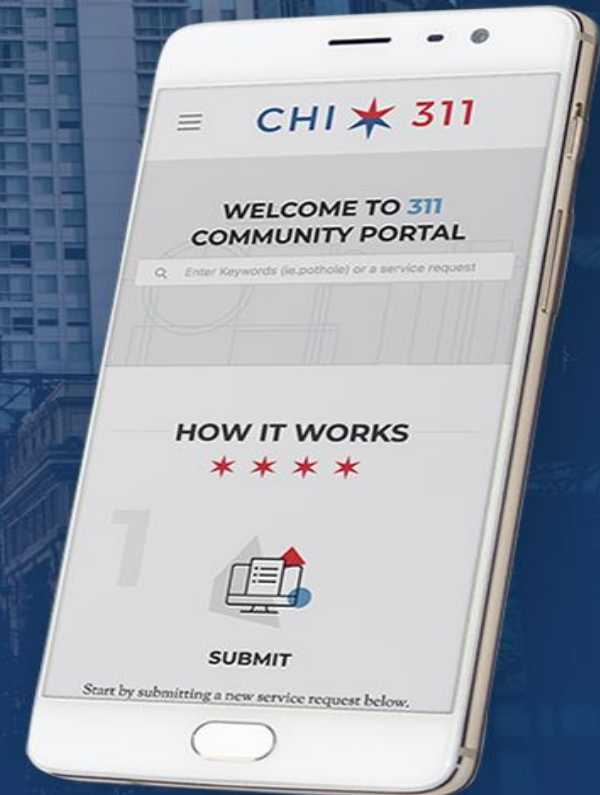 CHI 311
WELCOME TO 311
COMMUNITY PORTAL
Enter Keywords (ie.pothole) or a service request
HOW IT WORKS
1
SUBMIT
Start by submitting a new service request below.